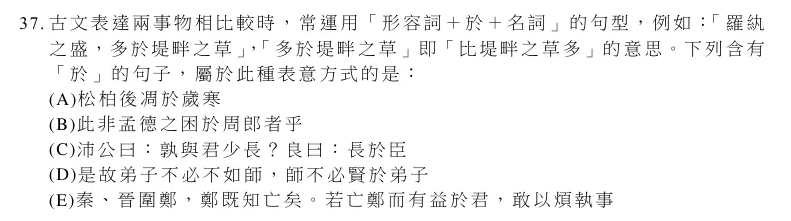 37. 古文表達兩事物相比較時，常運用「形容詞＋於＋名詞」的句型，例如：「羅紈
之盛，多於堤畔之草」，「多於堤畔之草」即「比堤畔之草多」的意思。下列含有
「於」的句子，屬於此種表意方式的是：
(A)松柏後凋於歲寒
(B)此非孟德之困於周郎者乎
(C)沛公曰：孰與君少長？良曰：長於臣
(D)是故弟子不必不如師，師不必賢於弟子
(E)秦、晉圍鄭，鄭既知亡矣。若亡鄭而有益於君，敢以煩執事